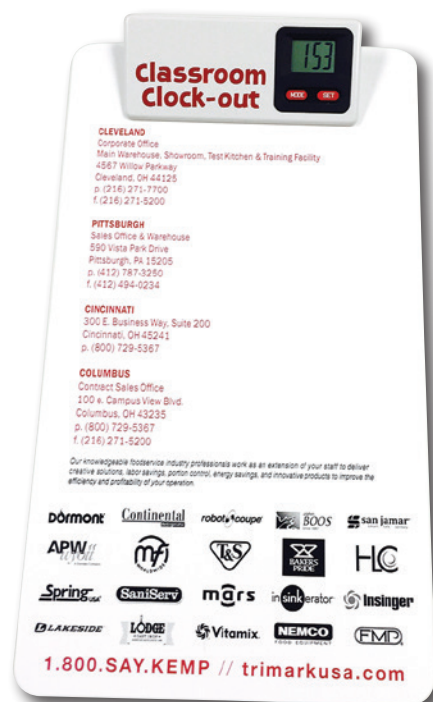 classroom
clock-out
153
MODE
SET
CLEVELAND
Corporate Office
Main Warehouse, Showroom, Test Kitchen & Training Facility
4567 Willow Parkway
Cleveland, OH 44125
p. (216) 271-7700
f. (216) 271-5200
PITTSBURGH
Sales Office & Warehouse
590 Vista Park Drive
Pittsburgh, PA 15205
p. (412) 787-3250
f. (412) 494-0234
CINCINNATI
300 E. Business Way, Suite 200
Cincinnati, OH 45241
p. (800) 729-5367
COLUMBUS
Contract Sales Office
100 e. Campus View Blvd.
Columbus, OH 43235
p. (800) 729-5367
f. (216) 271-5200
Our knowledgeable foodservice industry professionals work as an extension of your staff to deliver
creative solutions, labor savings, portion control, energy savings, and innovative products to improve the
efficiency and profitability of your operation.
DORMONT Continental robot coupe BOOS san jamar
APW wyott mfi WORLDWIDE T&S BAKERS PRIDE HLC
Spring USA SaniServ mars insinkerator Insinger
LAKESIDE LODGE Vitamix NEMCO FOOD EQUIPMENT FMP
1.800.SAY.KEMP // trimarkusa.com